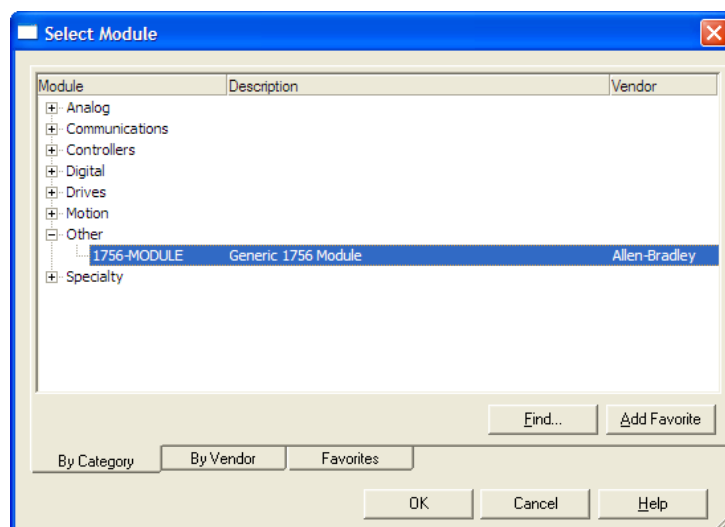 Select Module
Module Description Vendor
Analog
Communications
Controllers
Digital
Drives
Motion
Other
1756-MODULE Generic 1756 Module Allen-Bradley
Specialty
Find... Add Favorite
By Category By Vendor Favorites
OK Cancel Help